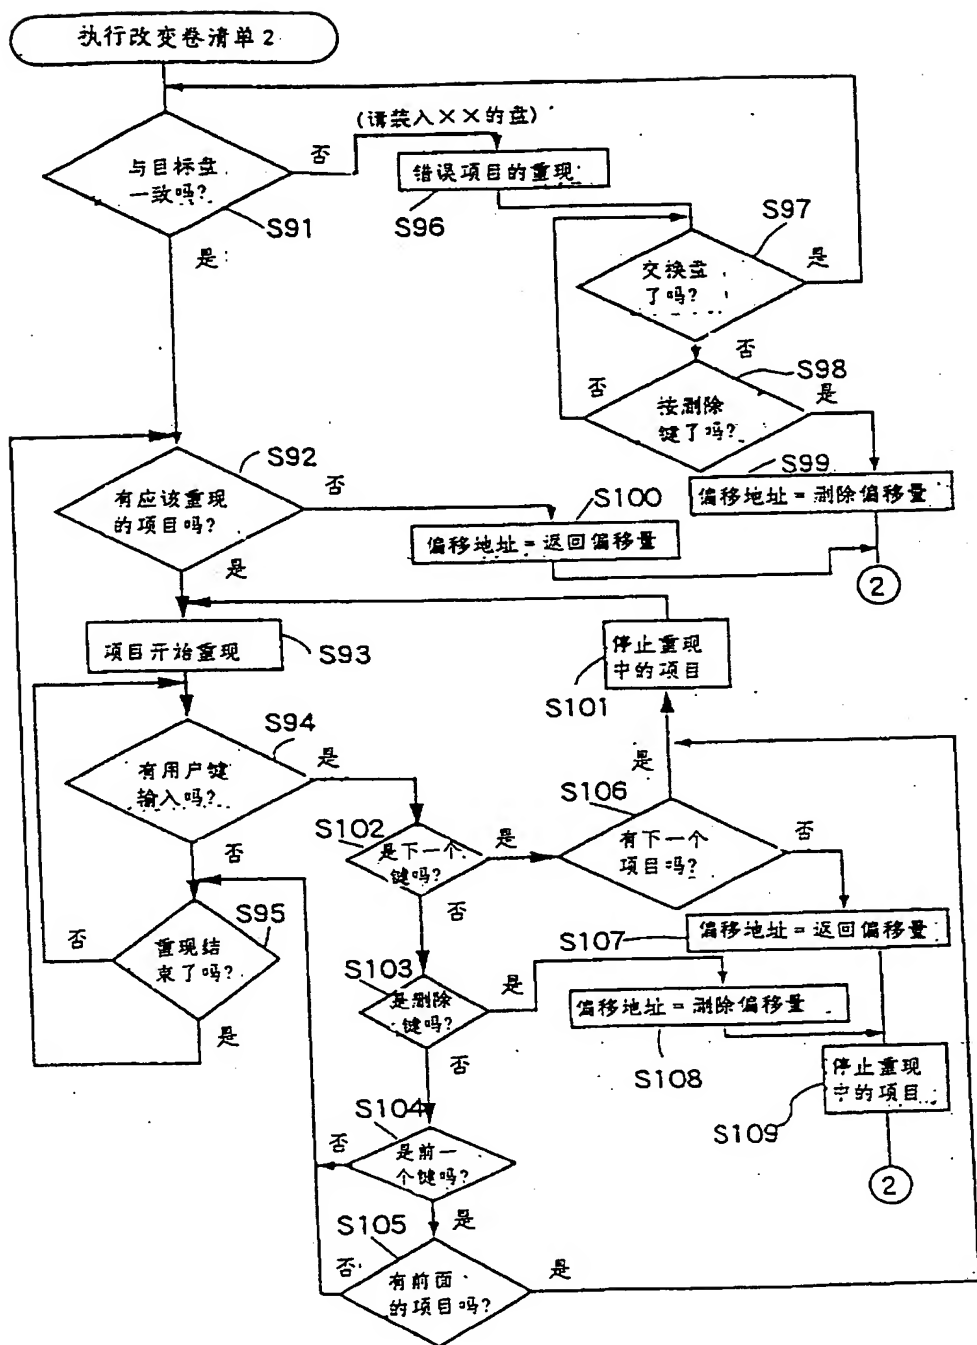 执行改变卷清单2
(请装入××的盘)
与目标盘
一致吗?
否
S91
是
错误项目的重现
S96
S97
交换盘
了吗?
是
否
S98
按删除
键了吗?
否
是
S99
偏移地址=删除偏移量
S92
有应该重现
的项目吗?
否
S100
偏移地址=返回偏移量
是
2
项目开始重现
S93
停止重现
中的项目
S101
S94
有用户键
输入吗?
是
否
S102
是下一个
键吗?
是
否
S106
有下一个
项目吗?
是
否
S107
偏移地址=返回偏移量
S95
重现结
束了吗?
否
是
S103
是删除
键吗?
是
否
偏移地址=删除偏移量
S108
停止重现
中的项目
S109
2
S104
是前一
个键吗?
否
是
S105
有前面
的项目吗?
否
是